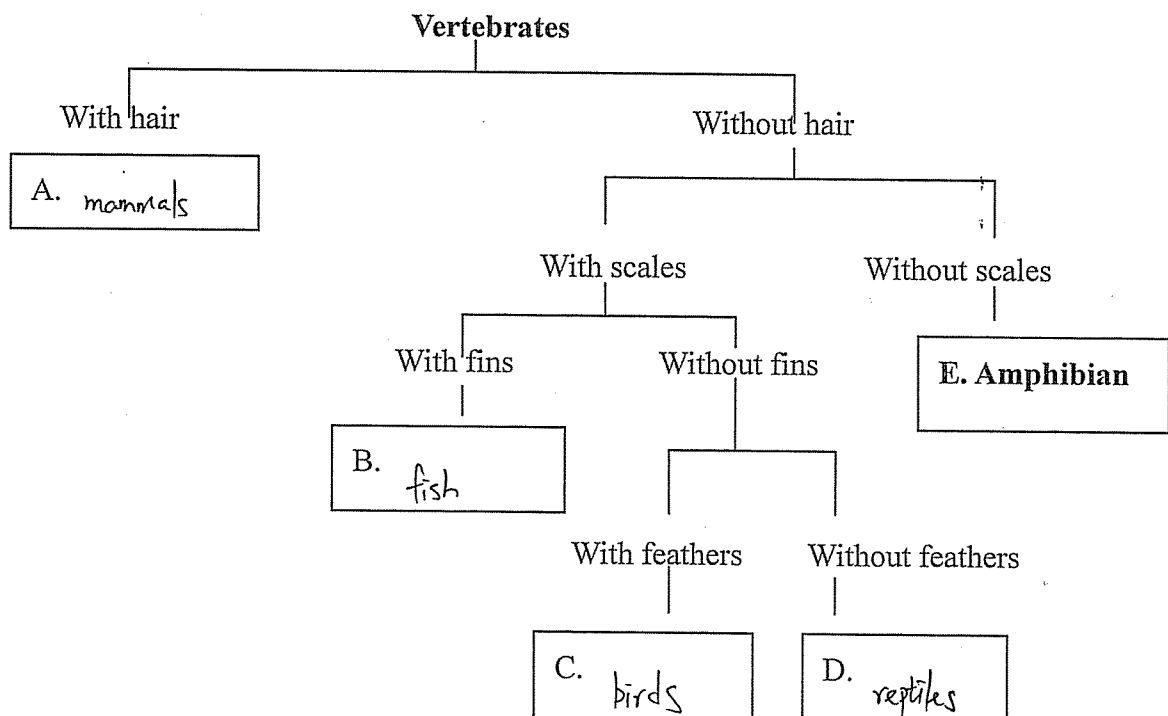 Vertebrates
With hair
Without hair
A. mammals
With scales
Without scales
With fins
Without fins
E. Amphibian
B. fish
With feathers
Without feathers
C. birds
D. reptiles